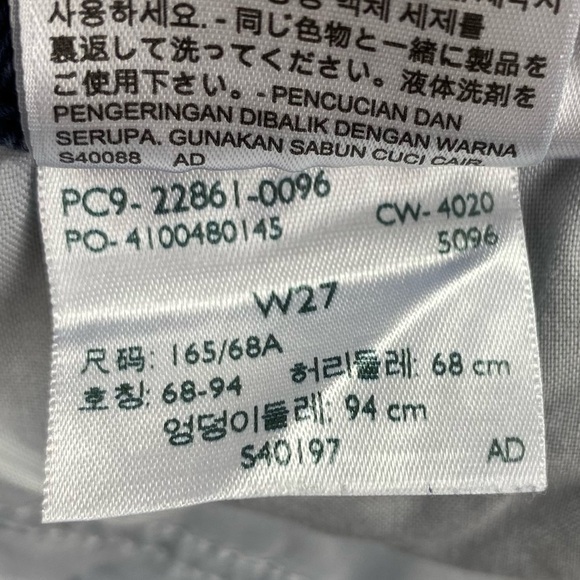 사용하세요. - 同じ色物と一緒に製品を
裏返して洗ってください。液体洗剤を
ご使用下さい。- PENCUCIAN DAN
PENGERINGAN DIBALIK DENGAN WARNA
SERUPA. GUNAKAN SABUN CUCI CAIR
S40088 AD
PC9- 22861-0096
CW- 4020
PO- 4100480145
5096
W27
尺码: 165/68A
호칭: 68-94 허리둘레: 68 cm
엉덩이둘레: 94 cm
S40197 AD